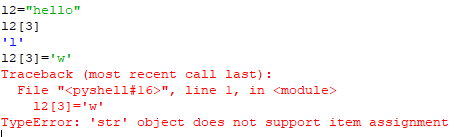 l2="hello"
l2[3]
'l'
l2[3]='w'
Traceback (most recent call last):
  File "<pyshell#16>", line 1, in <module>
    l2[3]='w'
TypeError: 'str' object does not support item assignment